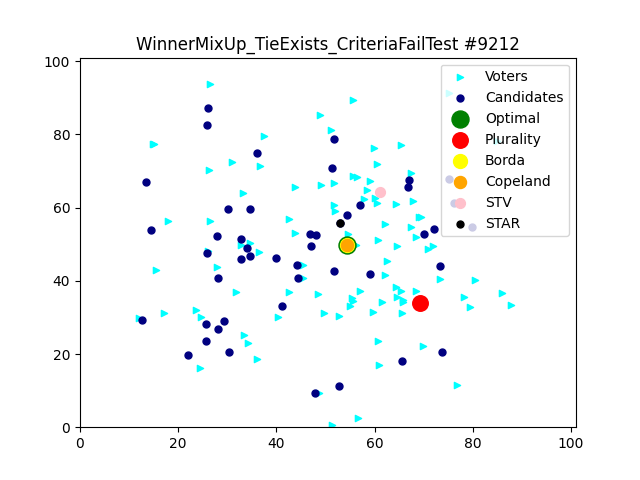 WinnerMixUp_TieExists_CriteriaFailTest #9212
100
80
60
40
20
0
0
20
40
60
80
100
Voters
Candidates
Optimal
Plurality
Borda
Copeland
STV
STAR